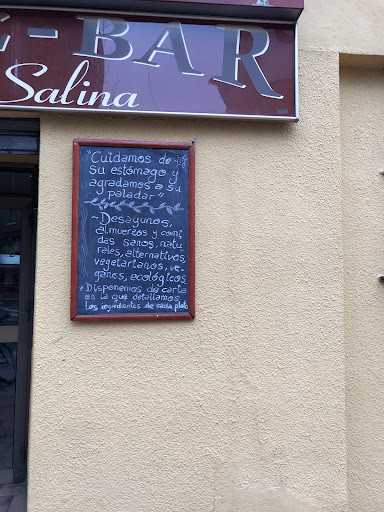 E-BAR
Salina
"Cuidamos de
su estómago y
agradamos a su
paladar"
~Desayunos,
almuerzos y comi
das sanos, natu
rales, alternativos,
vegetarianos, ve-
ganos, ecológicos.
*Disponemos de carta
en la que detallamos
los ingredientes de cada plato